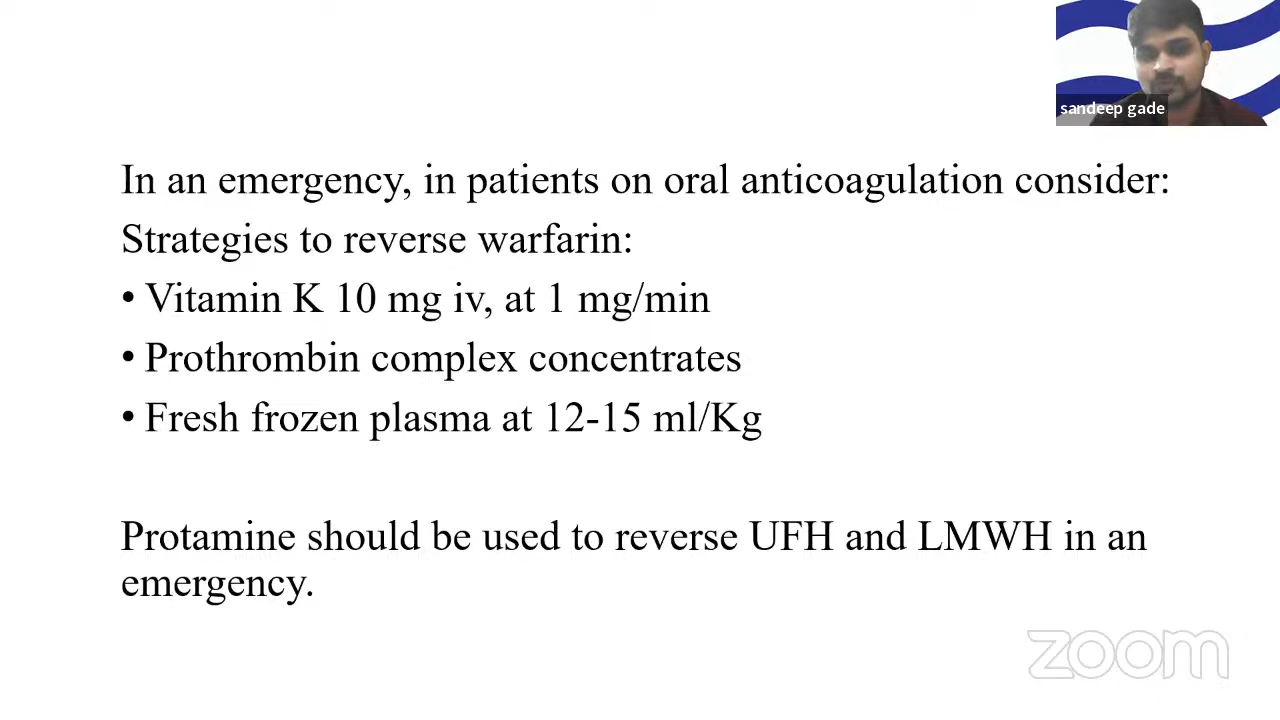 sandeep gade
In an emergency, in patients on oral anticoagulation consider:
Strategies to reverse warfarin:
• Vitamin K 10 mg iv, at 1 mg/min
• Prothrombin complex concentrates
• Fresh frozen plasma at 12-15 ml/Kg
Protamine should be used to reverse UFH and LMWH in an
emergency.
zoom